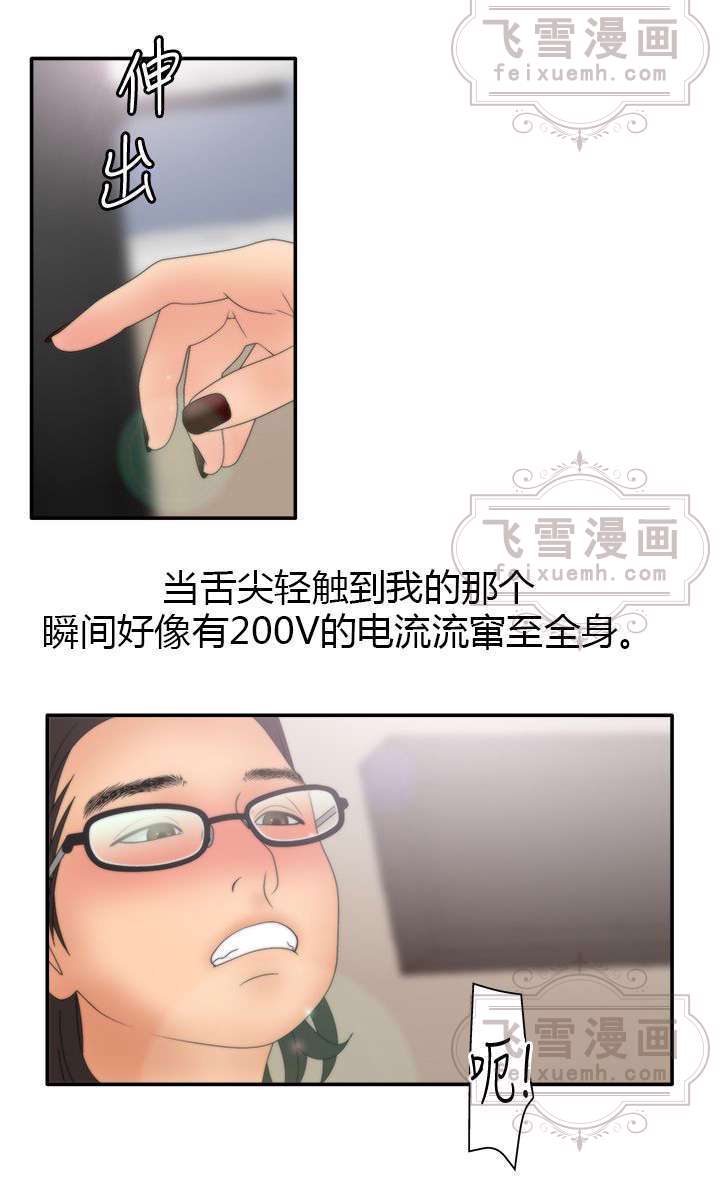 飞雪漫画
feixuemh.com
伸出
飞雪漫画
feixuemh.com
当舌尖轻触到我的那个
瞬间好像有200V的电流流窜至全身。
飞雪漫画
feixuemh.com
呃!